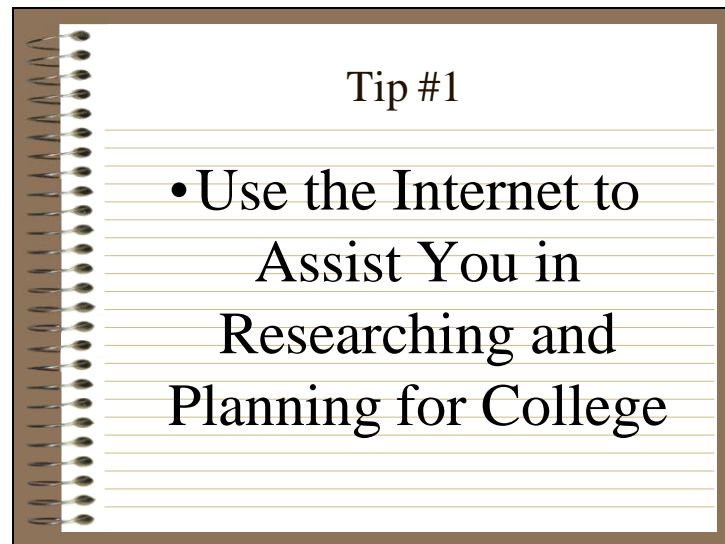 Tip #1
•Use the Internet to
Assist You in
Researching and
Planning for College